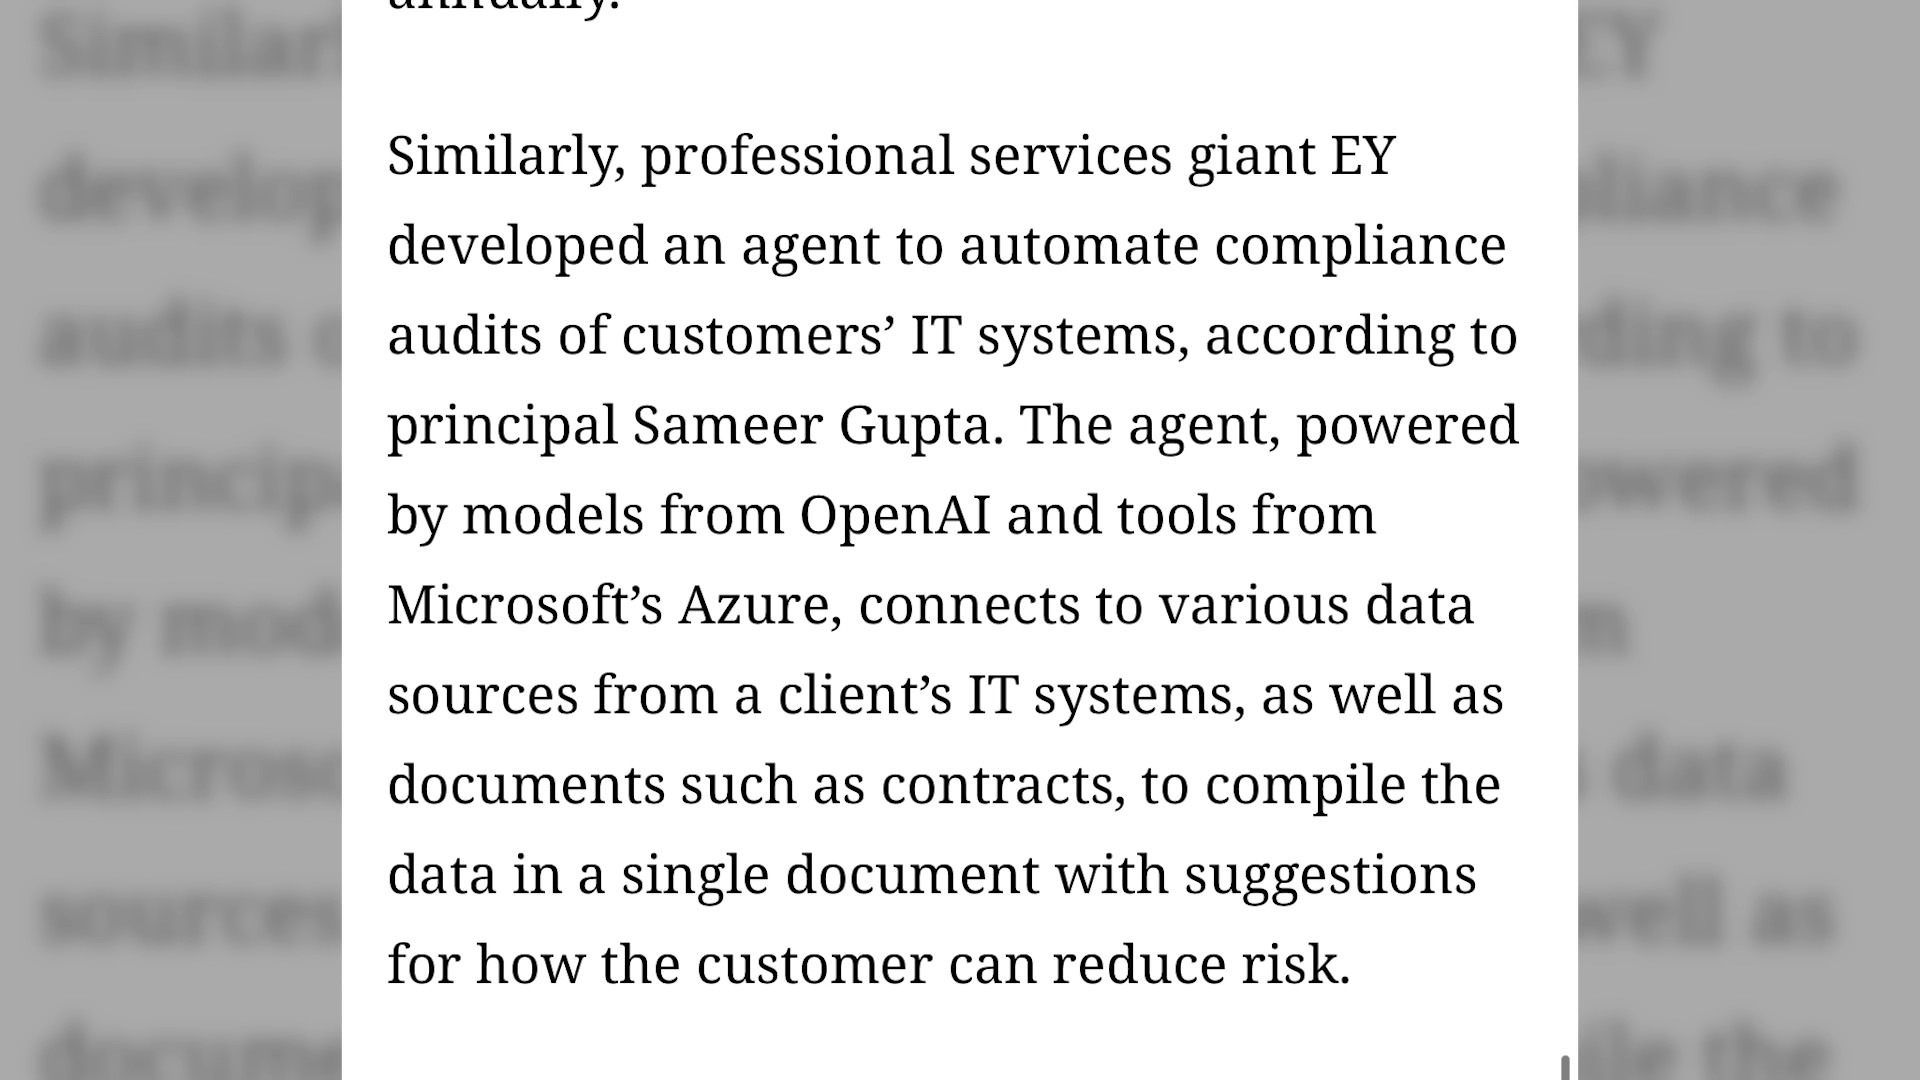 annually.
Similarly, professional services giant EY
developed an agent to automate compliance
audits of customers’ IT systems, according to
principal Sameer Gupta. The agent, powered
by models from OpenAI and tools from
Microsoft’s Azure, connects to various data
sources from a client’s IT systems, as well as
documents such as contracts, to compile the
data in a single document with suggestions
for how the customer can reduce risk.